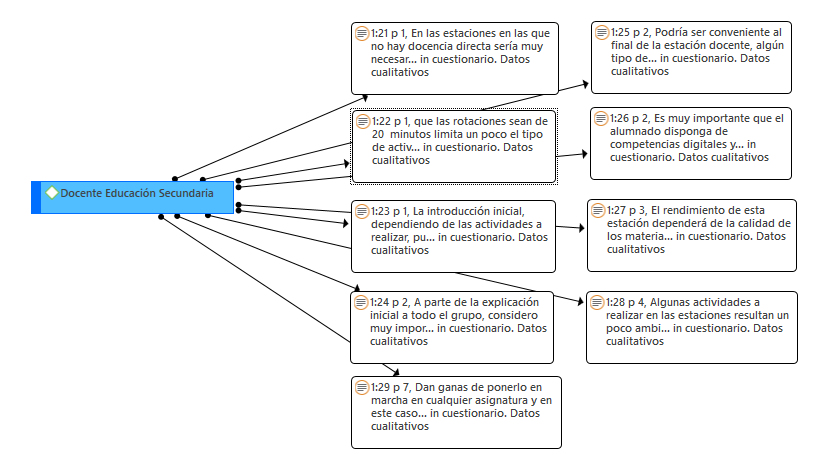 Docente Educación Secundaria
1:21 p 1, En las estaciones en las que
no hay docencia directa sería muy
necesar... in cuestionario. Datos
cualitativos
1:22 p 1, que las rotaciones sean de
20 minutos limita un poco el tipo
de activ... in cuestionario. Datos
cualitativos
1:23 p 1, La introducción inicial,
dependiendo de las actividades a
realizar, pu... in cuestionario. Datos
cualitativos
1:24 p 2, A parte de la explicación
inicial a todo el grupo, considero
muy impor... in cuestionario. Datos
cualitativos
1:29 p 7, Dan ganas de ponerlo en
marcha en cualquier asignatura y en
este caso... in cuestionario. Datos
cualitativos
1:25 p 2, Podría ser conveniente al
final de la estación docente, algún
tipo de... in cuestionario. Datos
cualitativos
1:26 p 2, Es muy importante que el
alumnado disponga de
competencias digitales y... in
cuestionario. Datos cualitativos
1:27 p 3, El rendimiento de esta
estación dependerá de la calidad de
los materia... in cuestionario. Datos
cualitativos
1:28 p 4, Algunas actividades a
realizar en las estaciones resultan un
poco ambi... in cuestionario. Datos
cualitativos